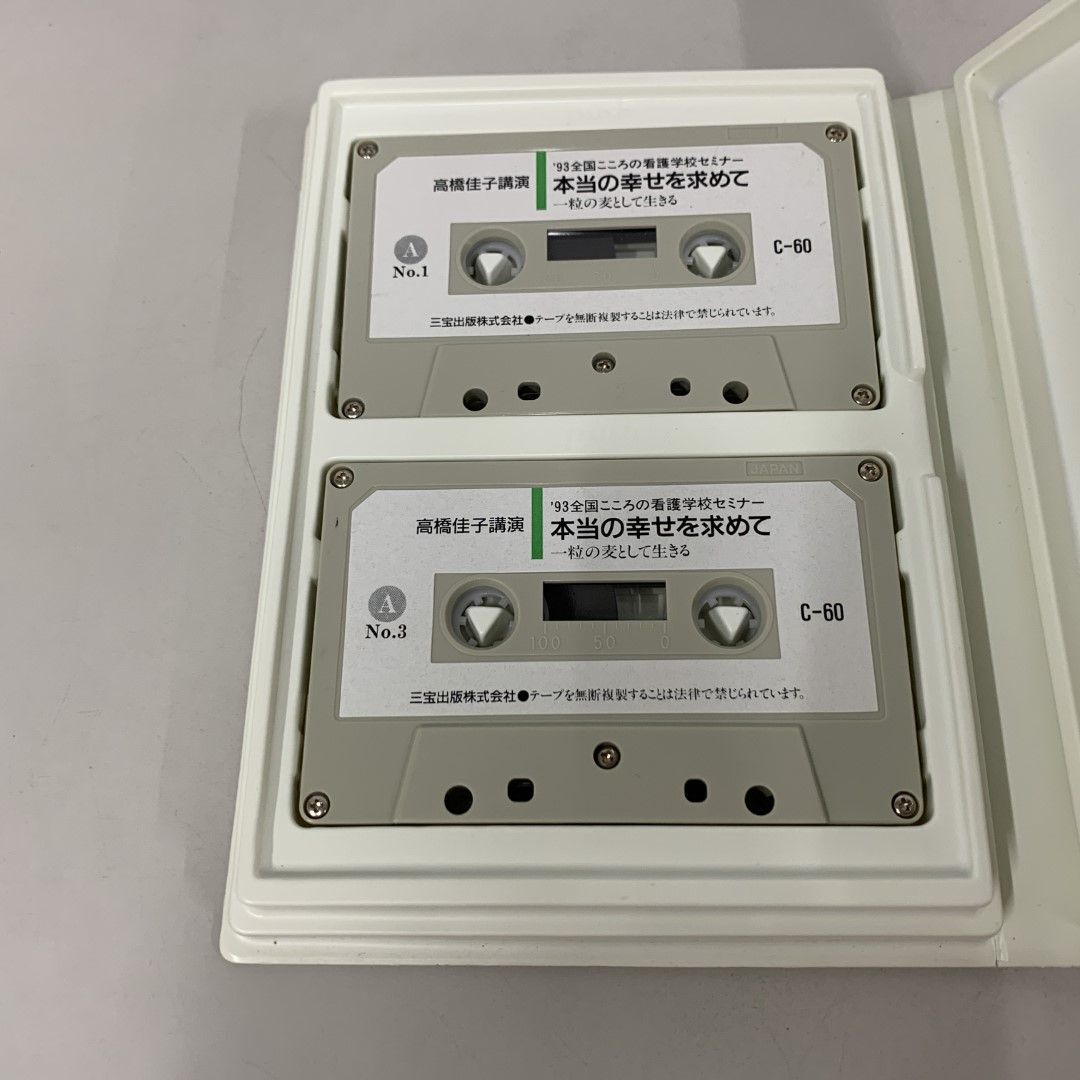 '93全国こころの看護学校セミナー
高橋佳子講演
本当の幸せを求めて
一粒の麦として生きる
A
No.1
C-60
三宝出版株式会社●テープを無断複製することは法律で禁じられています。
JAPAN
'93全国こころの看護学校セミナー
高橋佳子講演
本当の幸せを求めて
一粒の麦として生きる
A
No.3
C-60
100 50 0
三宝出版株式会社●テープを無断複製することは法律で禁じられています。